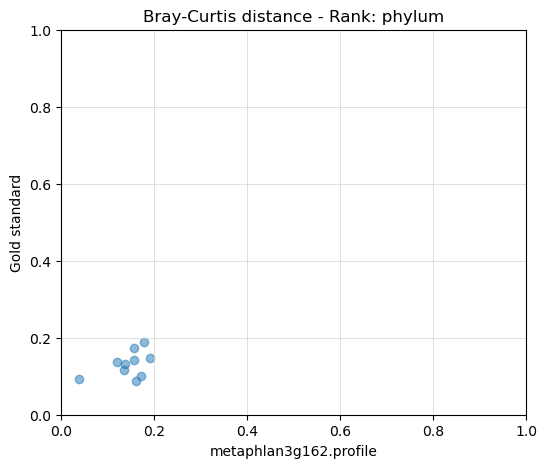 Bray-Curtis distance - Rank: phylum
1.0
0.8
0.6
0.4
0.2
0.0
Gold standard
0.0 0.2 0.4 0.6 0.8 1.0
metaphlan3g162.profile